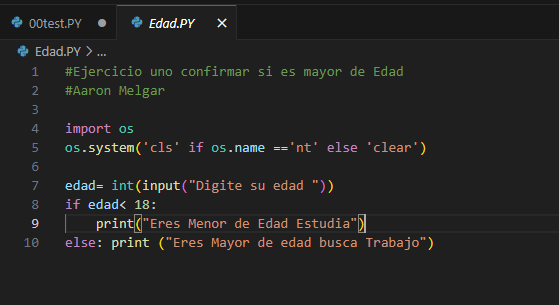 00test.PY ● Edad.PY ✕
Edad.PY > ...
1 #Ejercicio uno confirmar si es mayor de Edad
2 #Aaron Melgar
3
4 import os
5 os.system('cls' if os.name =='nt' else 'clear')
6
7 edad= int(input("Digite su edad "))
8 if edad< 18:
9     print("Eres Menor de Edad Estudia")
10 else: print ("Eres Mayor de edad busca Trabajo")